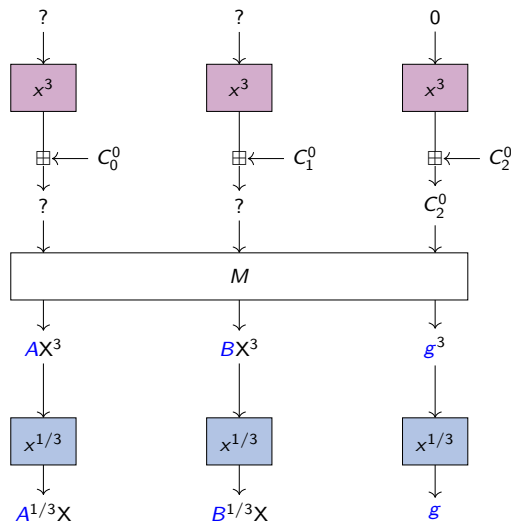 ? ? 0
x³ x³ x³
C₀⁰ C₁⁰ C₂⁰
? ? C₂⁰
M
AX³ BX³ g³
x^{1/3} x^{1/3} x^{1/3}
A^{1/3}X B^{1/3}X g